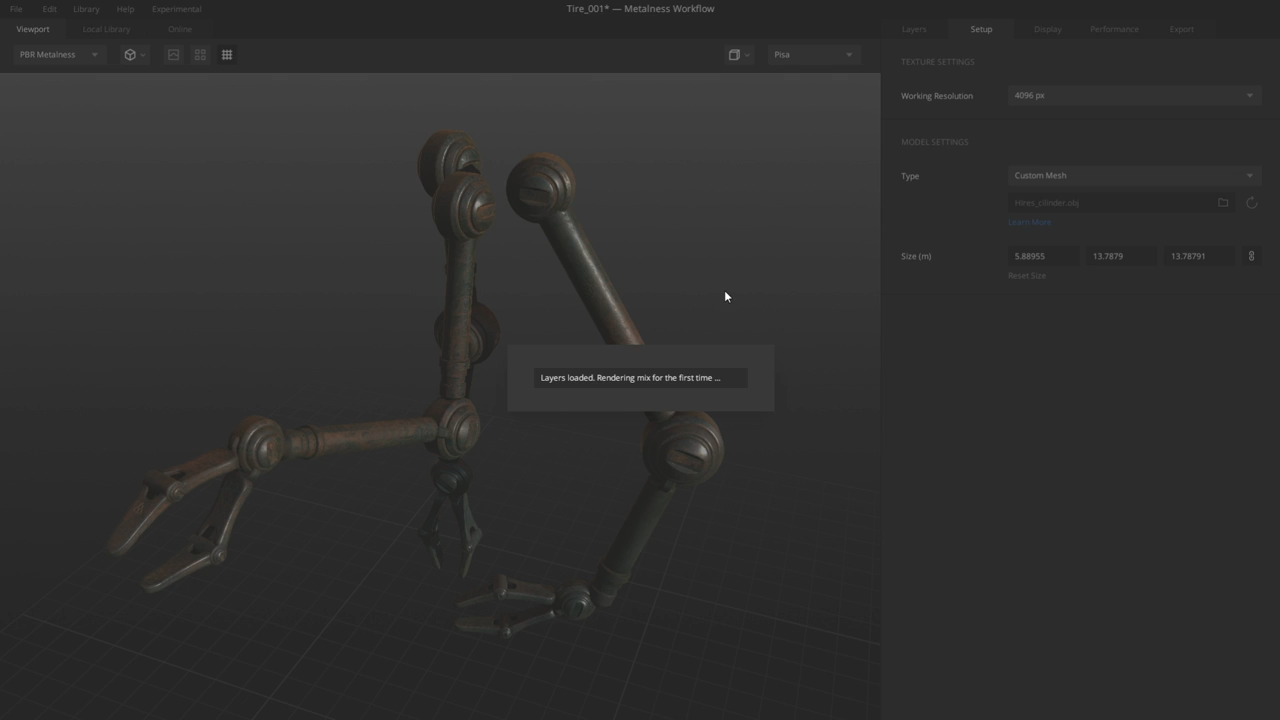 File Edit Library Help Experimental Tire_001* — Metalness Workflow
Viewport Local Library Online Layers Setup Display Performance Export
PBR Metalness Pisa
TEXTURE SETTINGS
Working Resolution 4096 px
MODEL SETTINGS
Type Custom Mesh
Hires_cilinder.obj
Learn More
Size (m) 5.88955 13.7879 13.78791
Reset Size
Layers loaded. Rendering mix for the first time ...